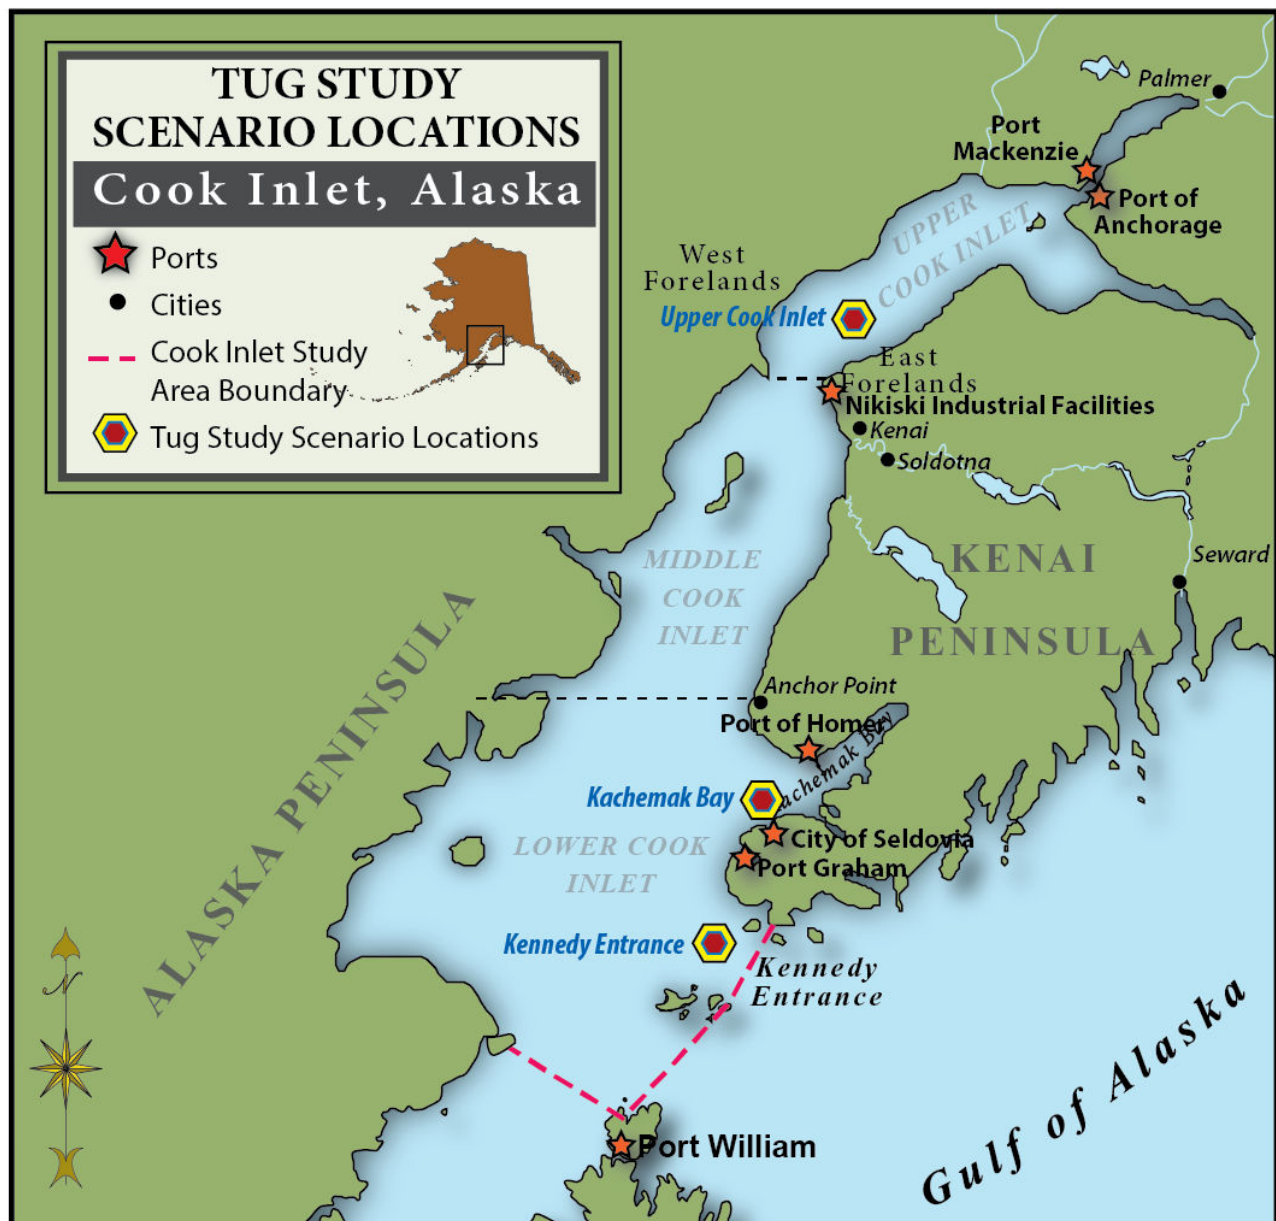 TUG STUDY
SCENARIO LOCATIONS
Cook Inlet, Alaska
Ports
Cities
Cook Inlet Study
Area Boundary
Tug Study Scenario Locations
Palmer
Port
Mackenzie
Port of
Anchorage
UPPER
COOK INLET
West
Forelands
Upper Cook Inlet
East
Forelands
Nikiski Industrial Facilities
Kenai
Soldotna
MIDDLE
COOK
INLET
KENAI
PENINSULA
Seward
ALASKA PENINSULA
Anchor Point
Port of Homer
Kachemak Bay
Kachemak Bay
City of Seldovia
Port Graham
LOWER COOK
INLET
Kennedy Entrance
Kennedy
Entrance
N
Gulf of Alaska
Port William